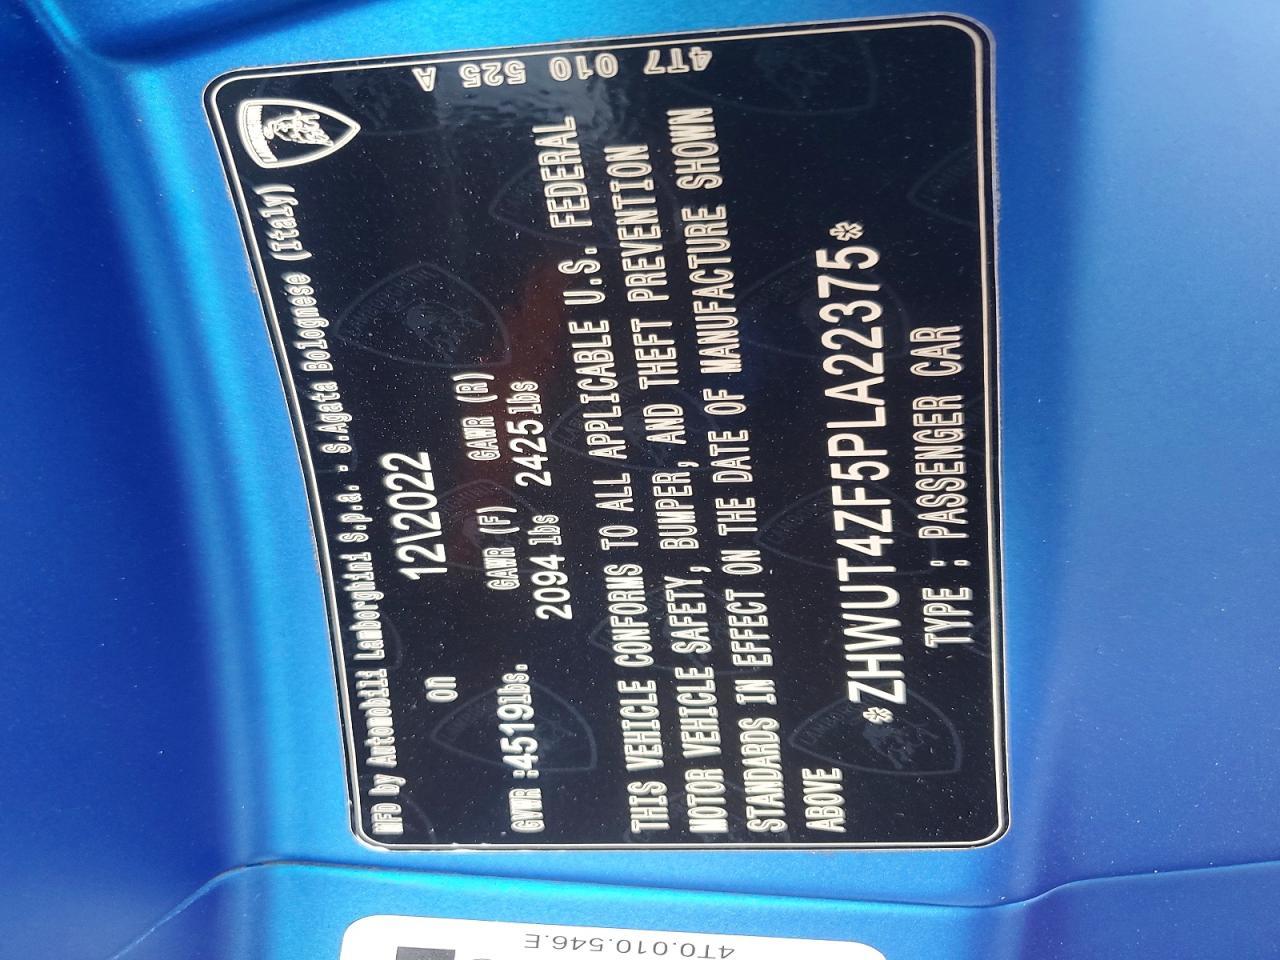 MFD by Automobili Lamborghini S.p.a. - S.Agata Bolognese (Italy)
on 12\2022
GAWR (F) GAWR (R)
GVWR :4519lbs. 2094 lbs 2425lbs
THIS VEHICLE CONFORMS TO ALL APPLICABLE U.S. FEDERAL
MOTOR VEHICLE SAFETY, BUMPER, AND THEFT PREVENTION
STANDARDS IN EFFECT ON THE DATE OF MANUFACTURE SHOWN
ABOVE
*ZHWUT4ZF5PLA22375*
TYPE : PASSENGER CAR
4T7 010 525 A
4T0.010.546.E